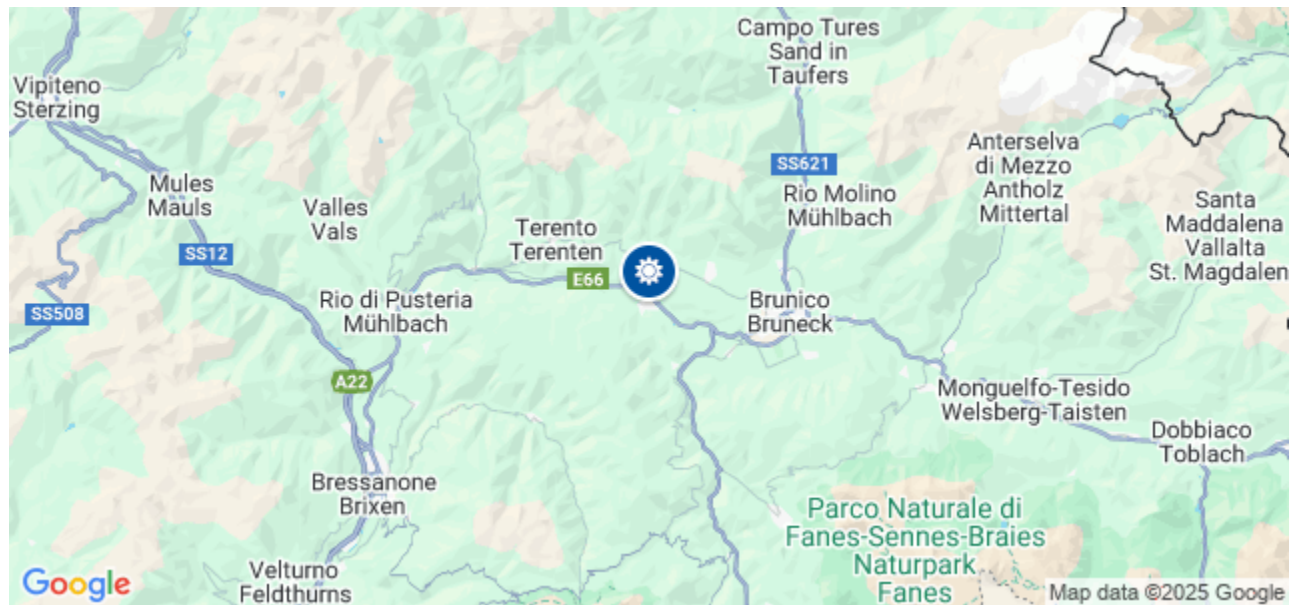 Campo Tures
Sand in
Taufers
Vipiteno
Sterzing
Anterselva
di Mezzo
Antholz
Mittertal
SS621
Mules
Mauls
Rio Molino
Mühlbach
Valles
Vals
Santa
Maddalena
Vallalta
St. Magdalen
Terento
Terenten
SS12
E66
Rio di Pusteria
Mühlbach
Brunico
Bruneck
SS508
A22
Monguelfo-Tesido
Welsberg-Taisten
Dobbiaco
Toblach
Bressanone
Brixen
Parco Naturale di
Fanes-Sennes-Braies
Naturpark
Fanes
Velturno
Feldthurns
Google
Map data ©2025 Google